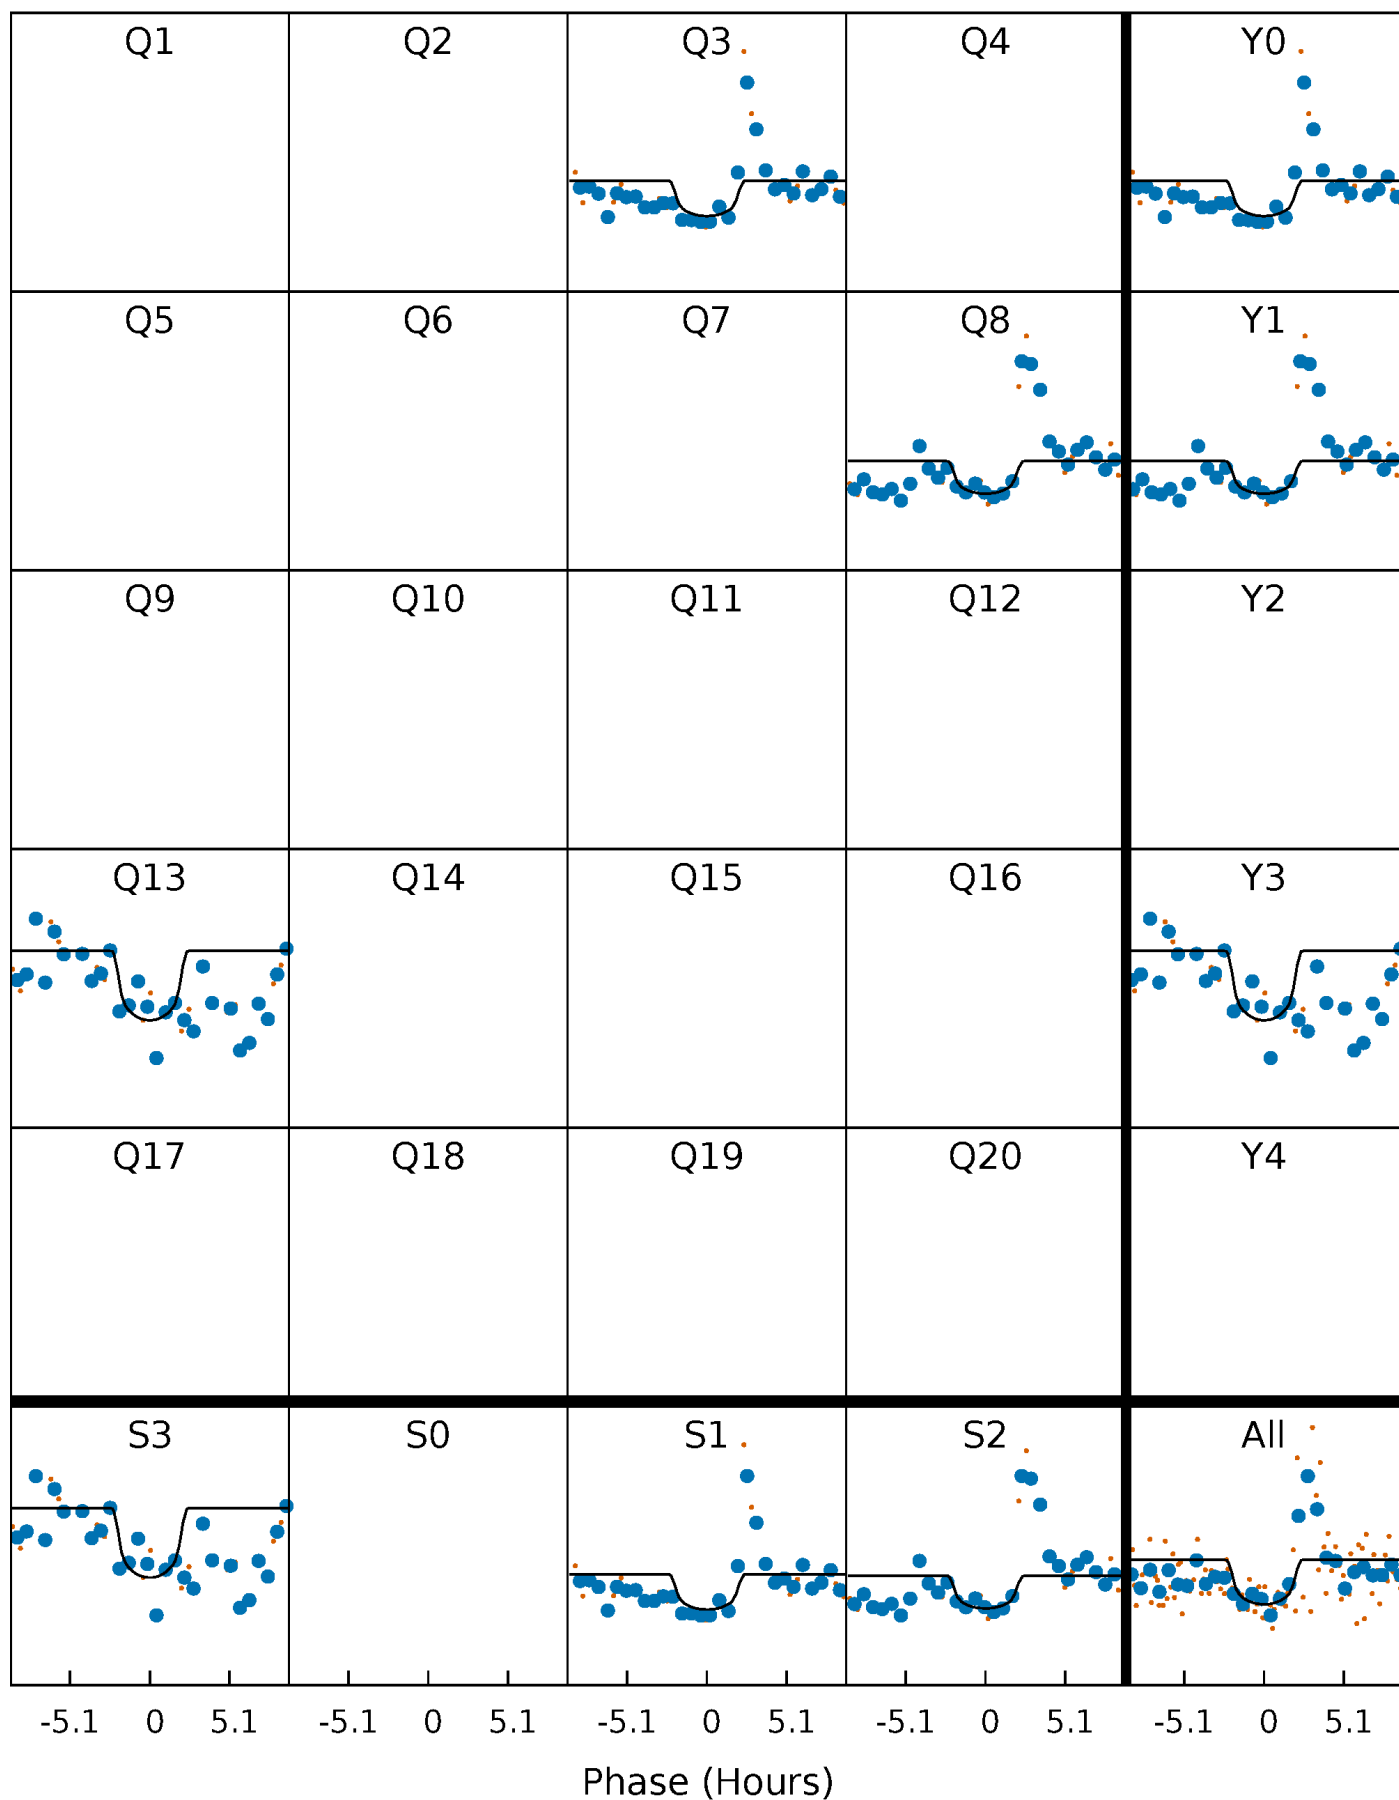 Q1 Q2 Q3 Q4 Y0
Q5 Q6 Q7 Q8 Y1
Q9 Q10 Q11 Q12 Y2
Q13 Q14 Q15 Q16 Y3
Q17 Q18 Q19 Q20 Y4
S3 S0 S1 S2 All
-5.1 0 5.1 -5.1 0 5.1 -5.1 0 5.1 -5.1 0 5.1 -5.1 0 5.1
Phase (Hours)